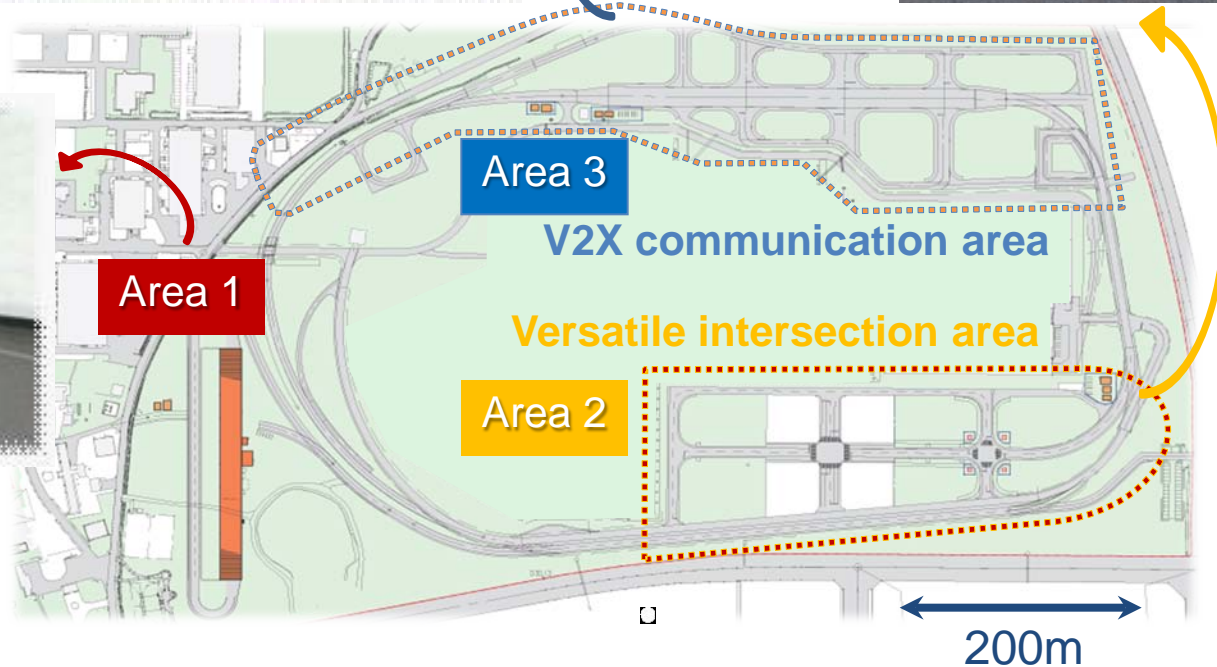 Area 3
V2X communication area
Area 1
Versatile intersection area
Area 2
200m